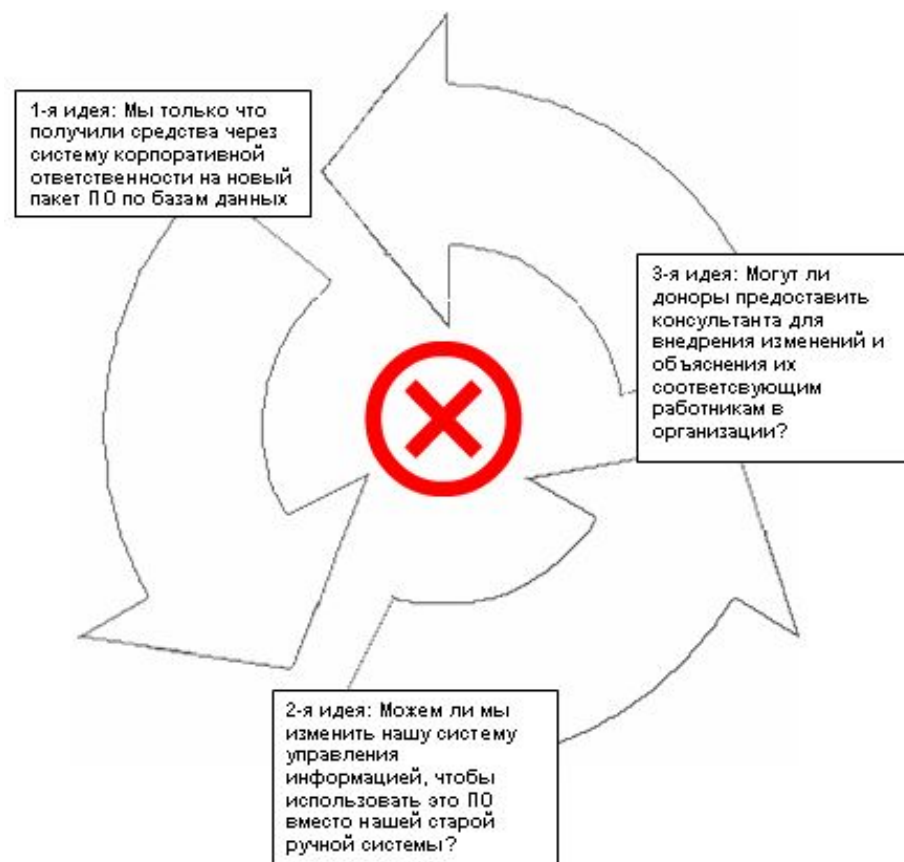 1-я идея: Мы только что
получили средства через
систему корпоративной
ответственности на новый
пакет ПО по базам данных
3-я идея: Могут ли
доноры предоставить
консультанта для
внедрения изменений и
объяснения их
соответсвующим
работникам в
организации?
2-я идея: Можем ли мы
изменить нашу систему
управления
информацией, чтобы
использовать это ПО
вместо нашей старой
ручной системы?